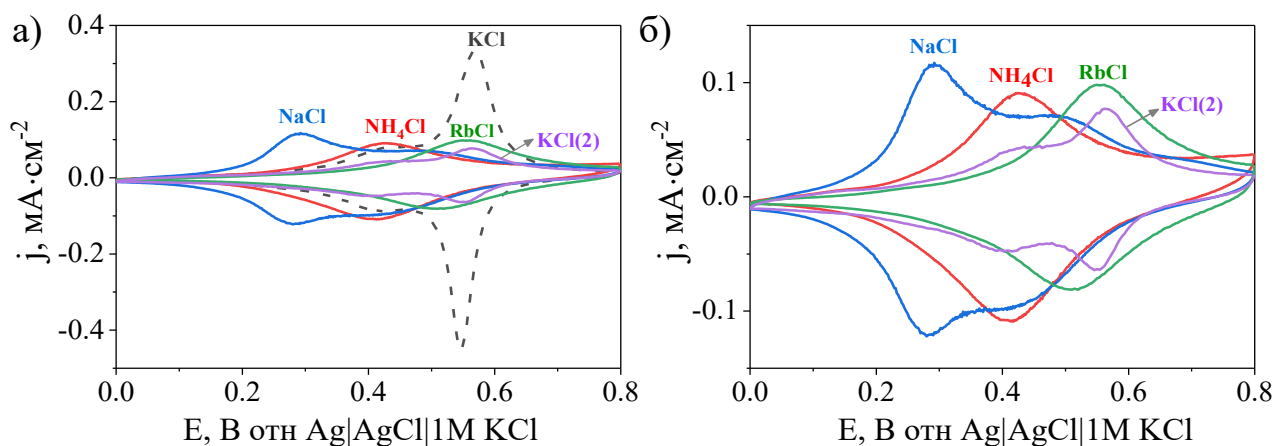 а)
j, мА·см⁻²
0.4
0.2
0.0
-0.2
-0.4
KCl
NaCl
NH₄Cl
RbCl
KCl(2)
0.0 0.2 0.4 0.6 0.8
E, В отн Ag|AgCl|1M KCl
б)
j, мА·см⁻²
0.1
0.0
-0.1
NaCl
NH₄Cl
RbCl
KCl(2)
0.0 0.2 0.4 0.6 0.8
E, В отн Ag|AgCl|1M KCl